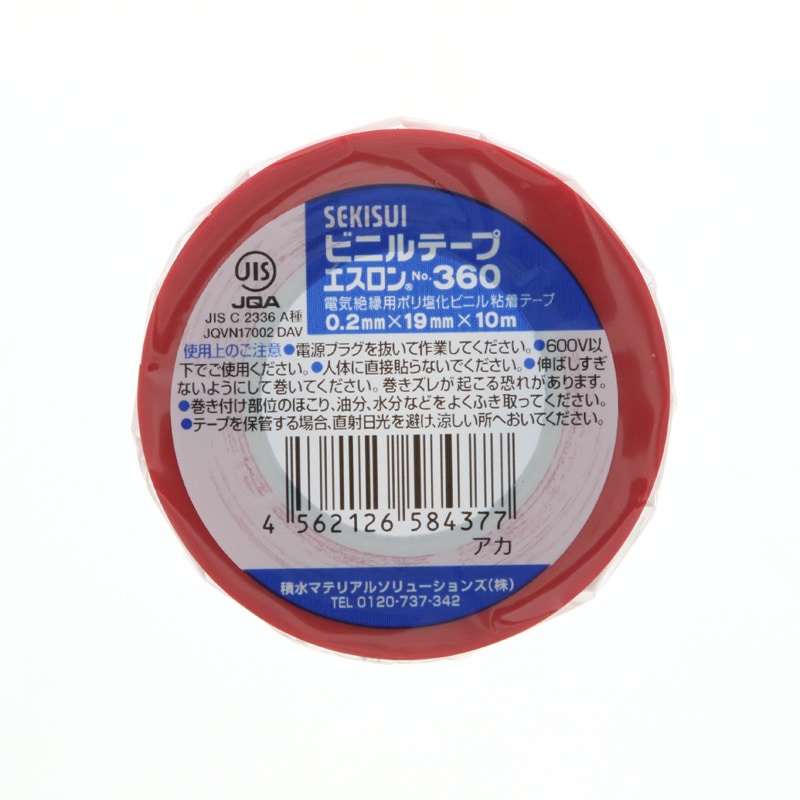 SEKISUI
ビニルテープ
エスロン® No.360
電気絶縁用ポリ塩化ビニル粘着テープ
0.2mm×19mm×10m
JIS
JQA
JIS C 2336 A種
JQVN17002 DAV
使用上のご注意 ●電源プラグを抜いて作業してください。●600V以
下でご使用ください。●人体に直接貼らないでください。●伸ばしすぎ
ないようにして巻いてください。巻きズレが起こる恐れがあります。
●巻き付け部位のほこり、油分、水分などをよくふき取ってください。
●テープを保管する場合、直射日光を避け、涼しい所へおいてください。
4 562126 584377
アカ
積水マテリアルソリューションズ(株)
TEL 0120-737-342